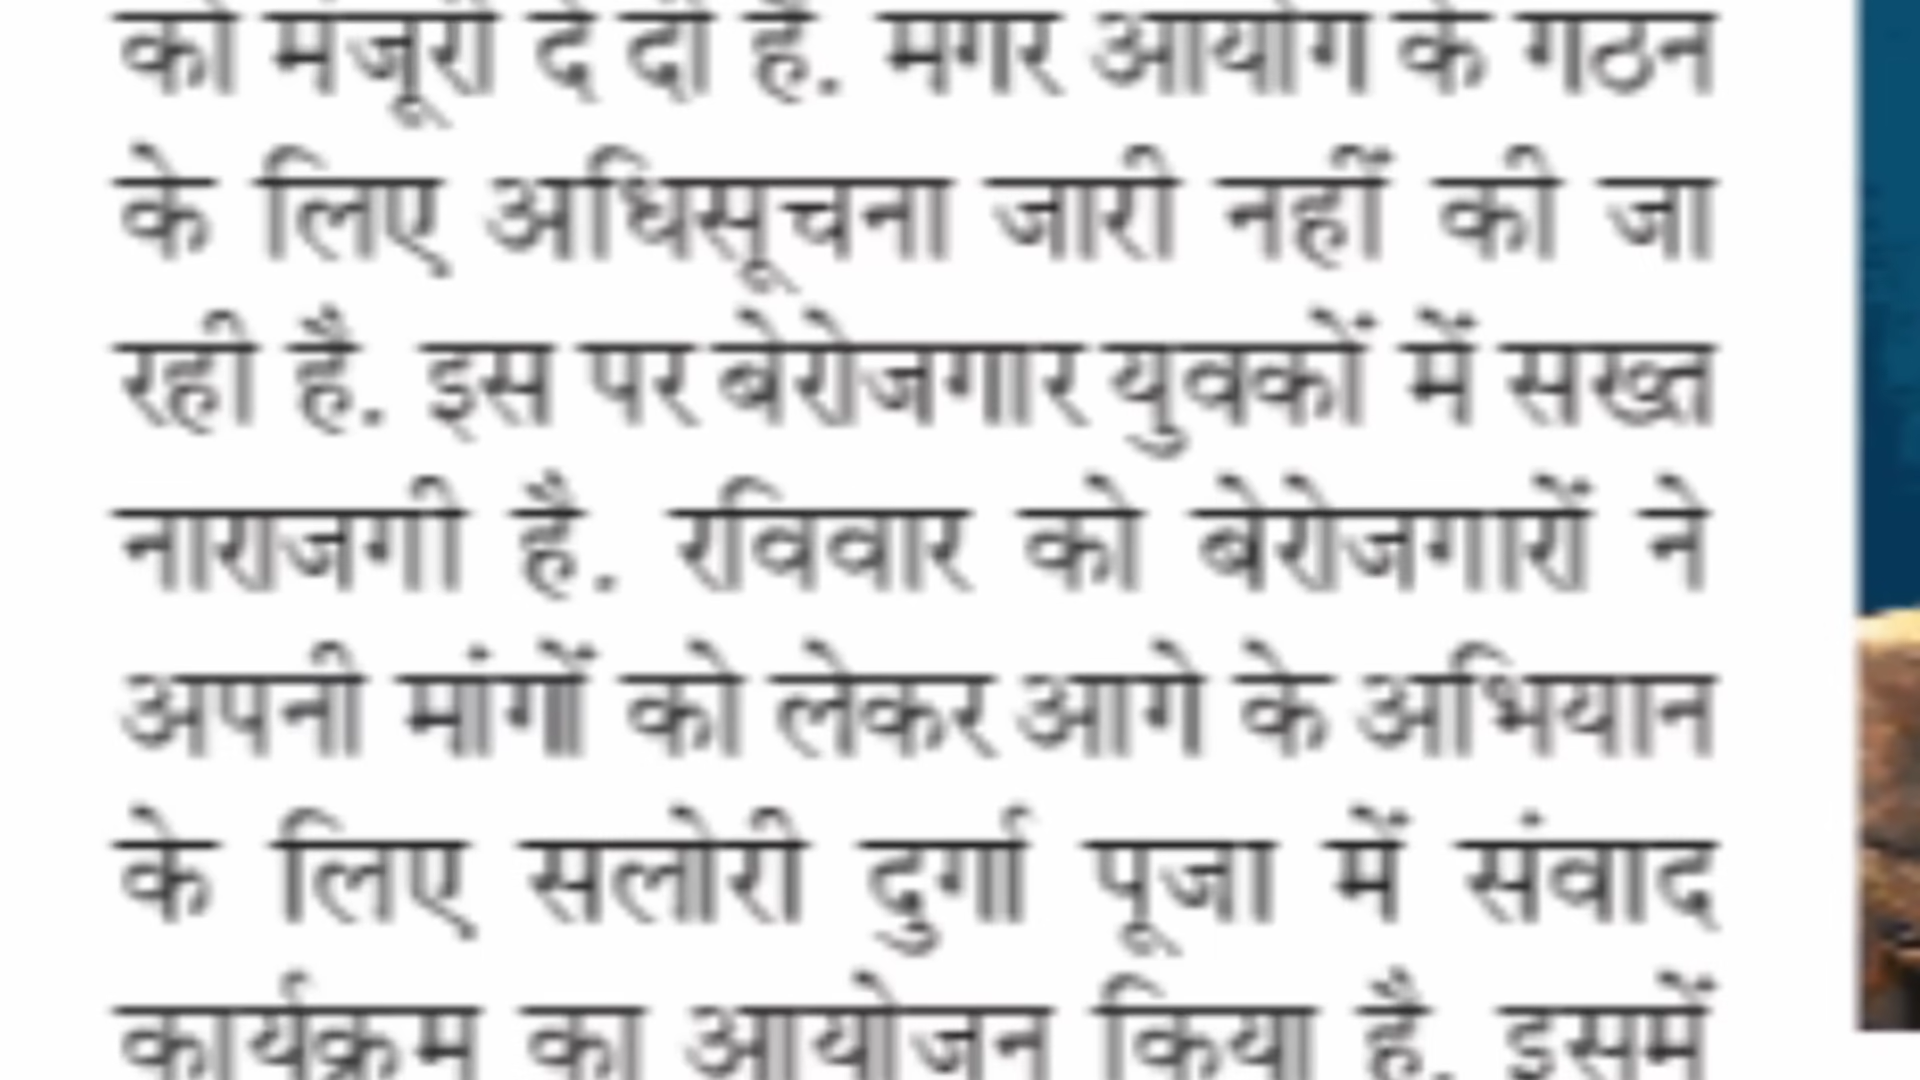 को मंजूरी दे दी है. मगर आयोग के गठन
के लिए अधिसूचना जारी नहीं की जा
रही है. इस पर बेरोजगार युवकों में सख्त
नाराजगी है. रविवार को बेरोजगारों ने
अपनी मांगों को लेकर आगे के अभियान
के लिए सलोरी दुर्गा पूजा में संवाद
कार्यक्रम का आयोजन किया है. इसमें